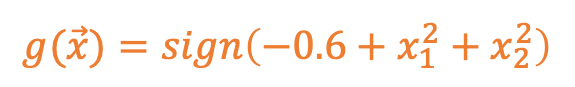 g(x⃗) = sign(−0.6 + x₁² + x₂²)